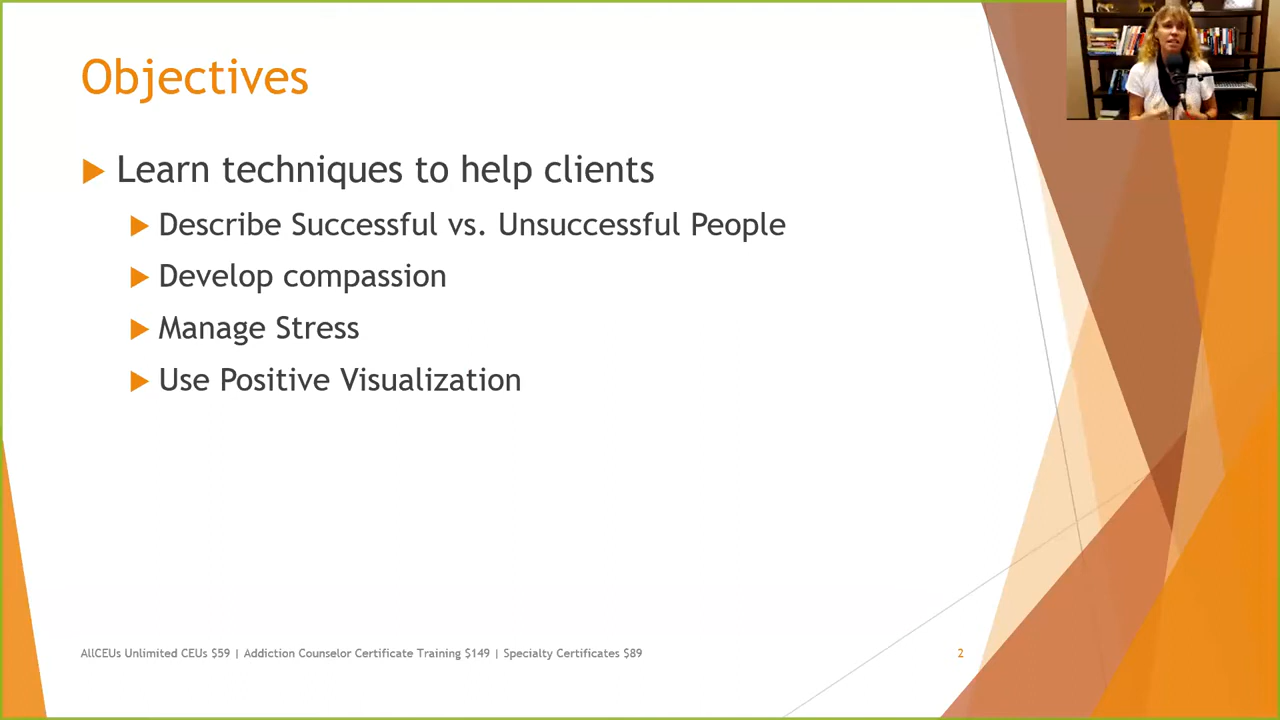 Objectives
Learn techniques to help clients
Describe Successful vs. Unsuccessful People
Develop compassion
Manage Stress
Use Positive Visualization
AllCEUs Unlimited CEUs $59 | Addiction Counselor Certificate Training $149 | Specialty Certificates $89
2